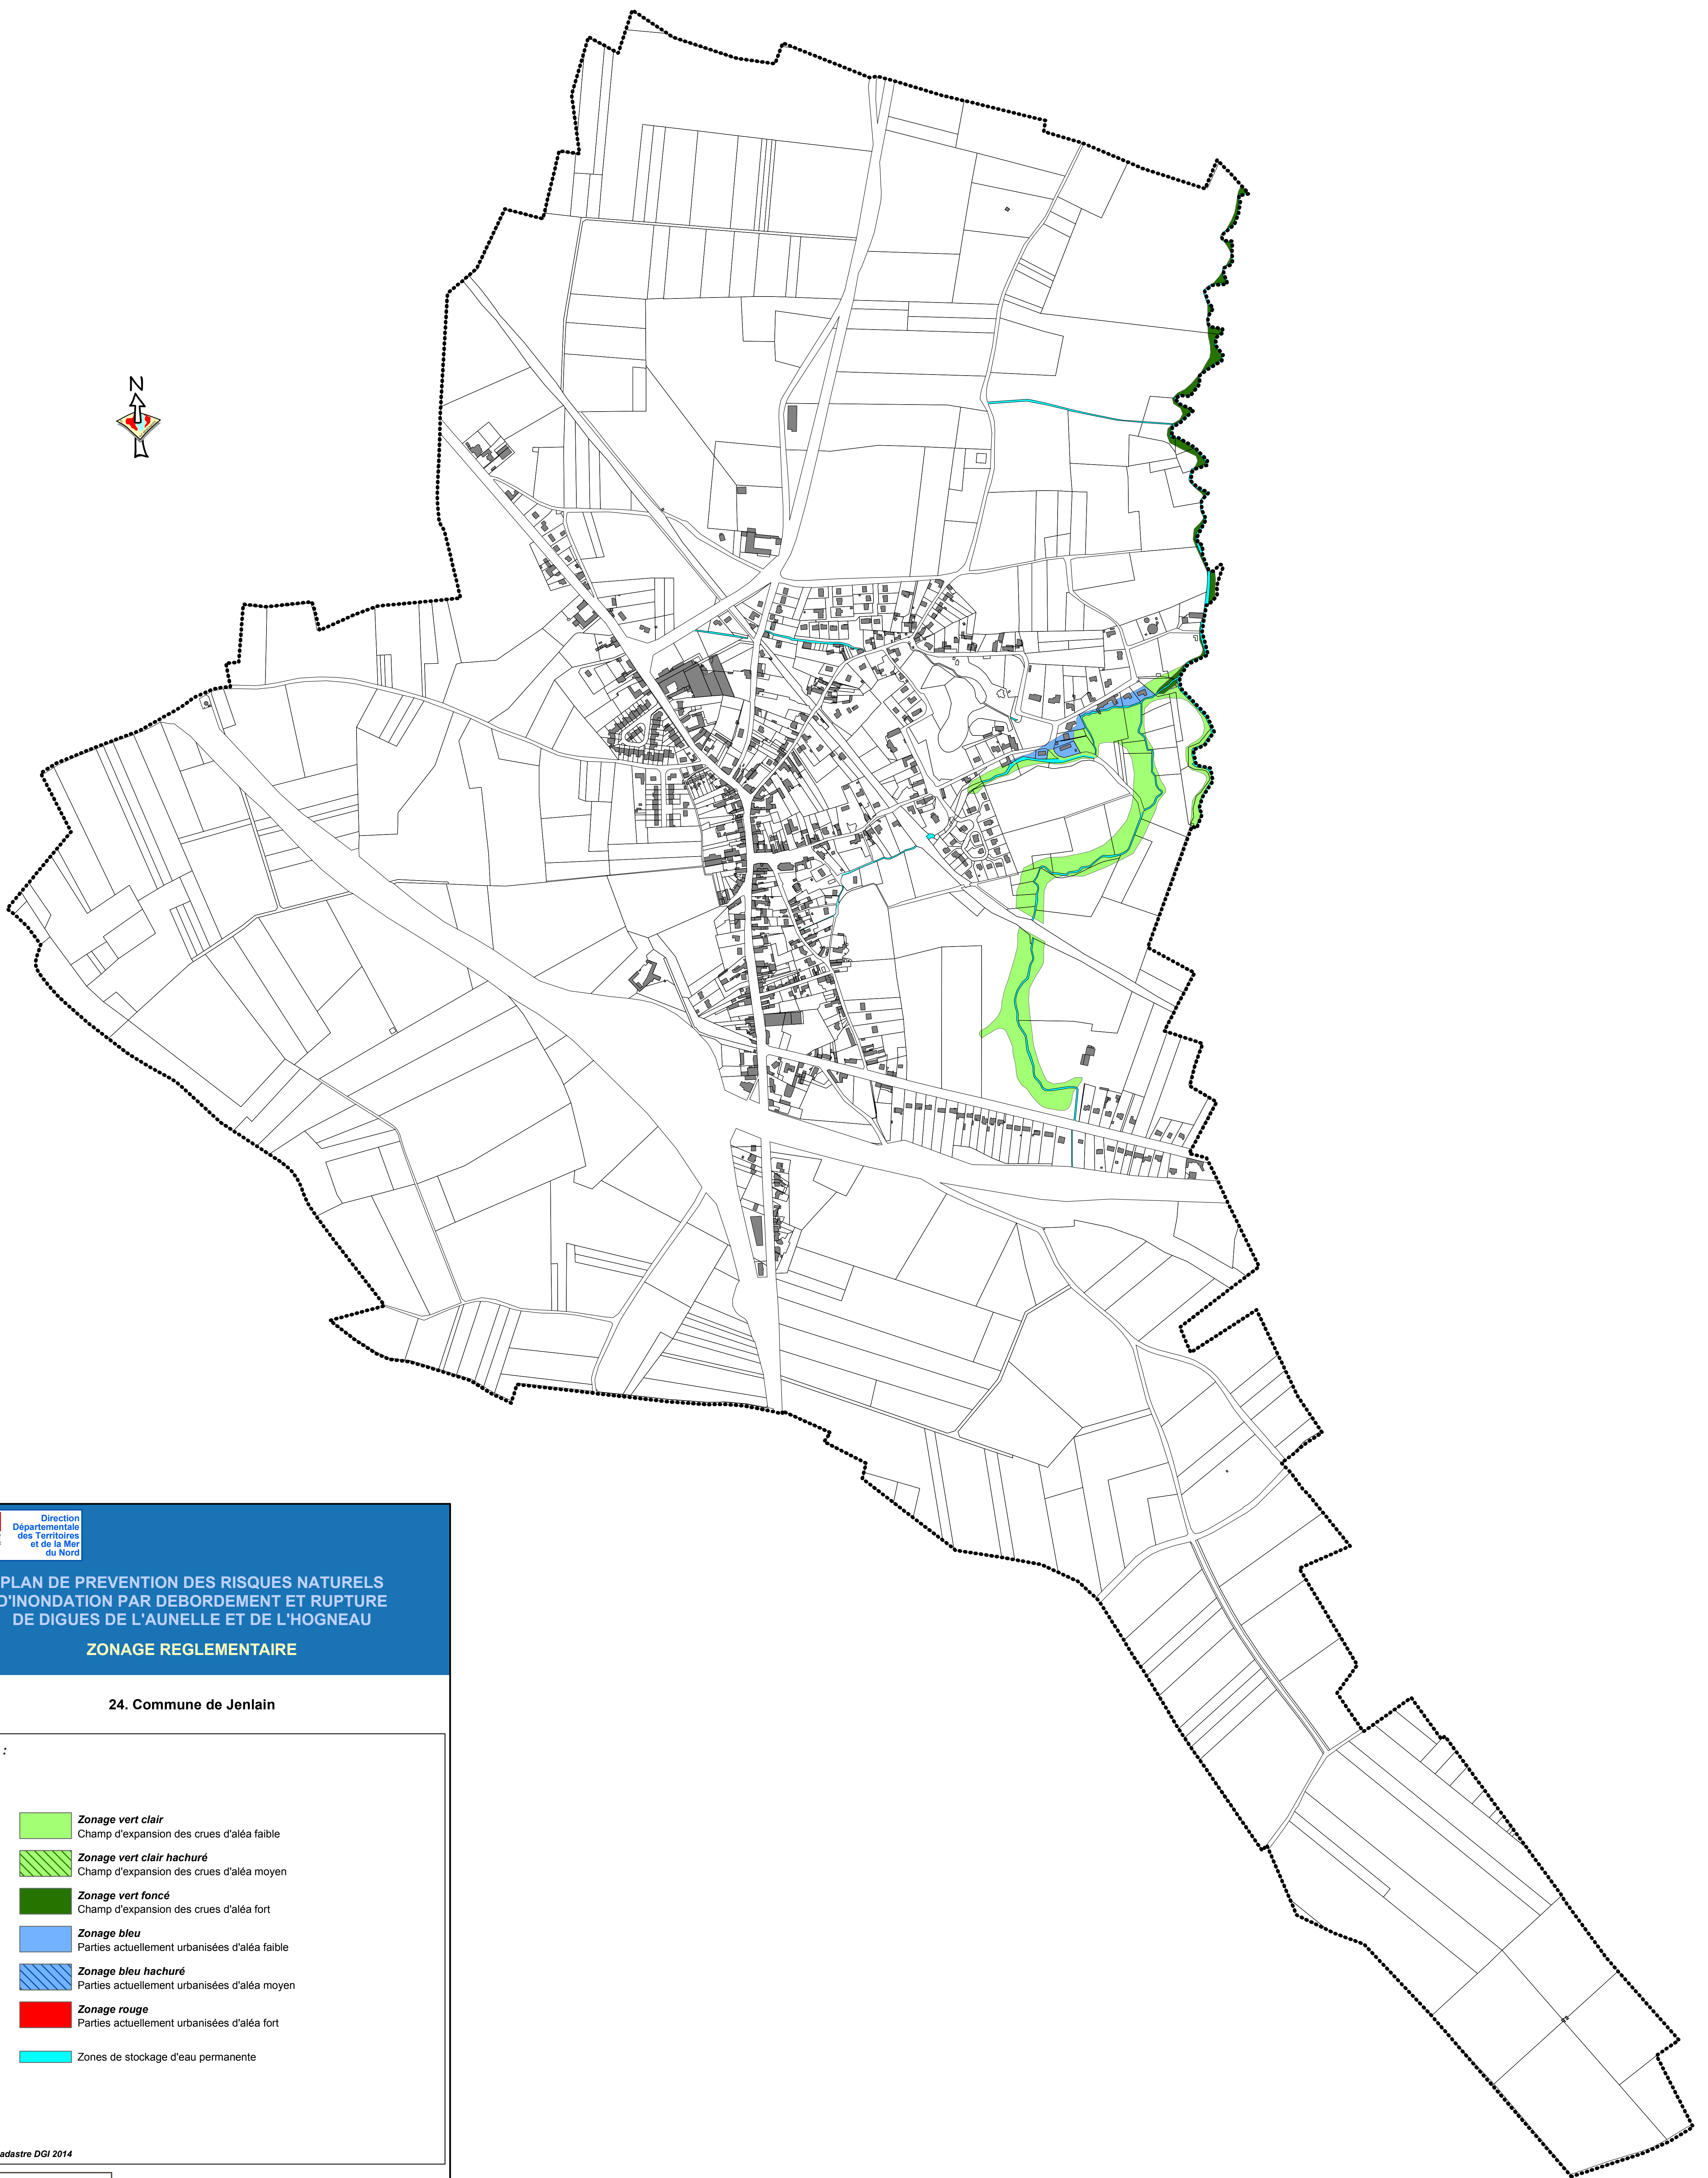 N
Direction
Départementale
des Territoires
et de la Mer
du Nord
PLAN DE PREVENTION DES RISQUES NATURELS
D'INONDATION PAR DEBORDEMENT ET RUPTURE
DE DIGUES DE L'AUNELLE ET DE L'HOGNEAU
ZONAGE REGLEMENTAIRE
24. Commune de Jenlain
:
Zonage vert clair
Champ d'expansion des crues d'aléa faible
Zonage vert clair hachuré
Champ d'expansion des crues d'aléa moyen
Zonage vert foncé
Champ d'expansion des crues d'aléa fort
Zonage bleu
Parties actuellement urbanisées d'aléa faible
Zonage bleu hachuré
Parties actuellement urbanisées d'aléa moyen
Zonage rouge
Parties actuellement urbanisées d'aléa fort
Zones de stockage d'eau permanente
adastre DGI 2014